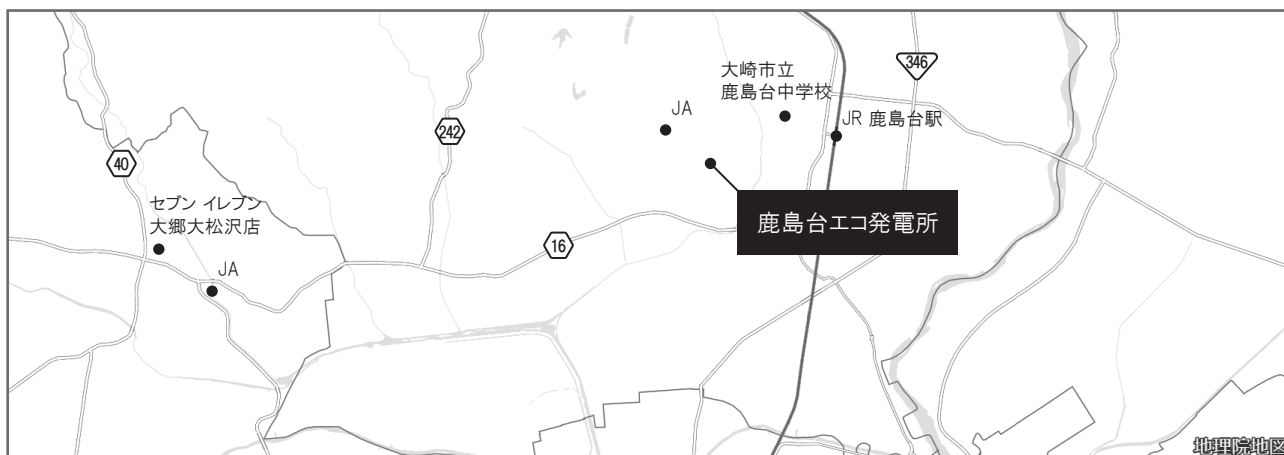 346
大崎市立
鹿島台中学校
JA
JR 鹿島台駅
242
40
セブン イレブン
大郷大松沢店
鹿島台エコ発電所
16
JA
地理院地図